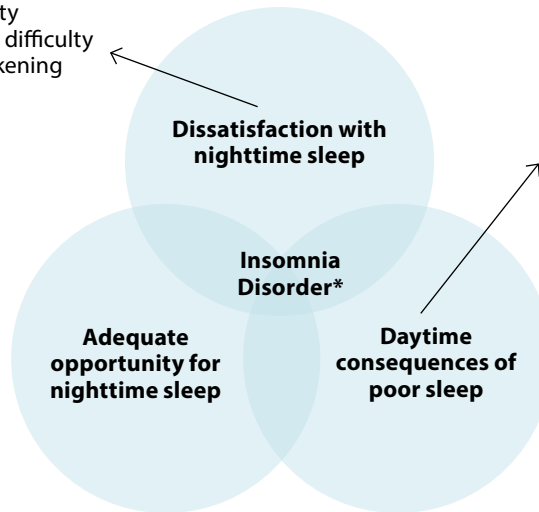 ty
difficulty
kening
Dissatisfaction with
nighttime sleep
Insomnia
Disorder*
Adequate
opportunity for
nighttime sleep
Daytime
consequences of
poor sleep